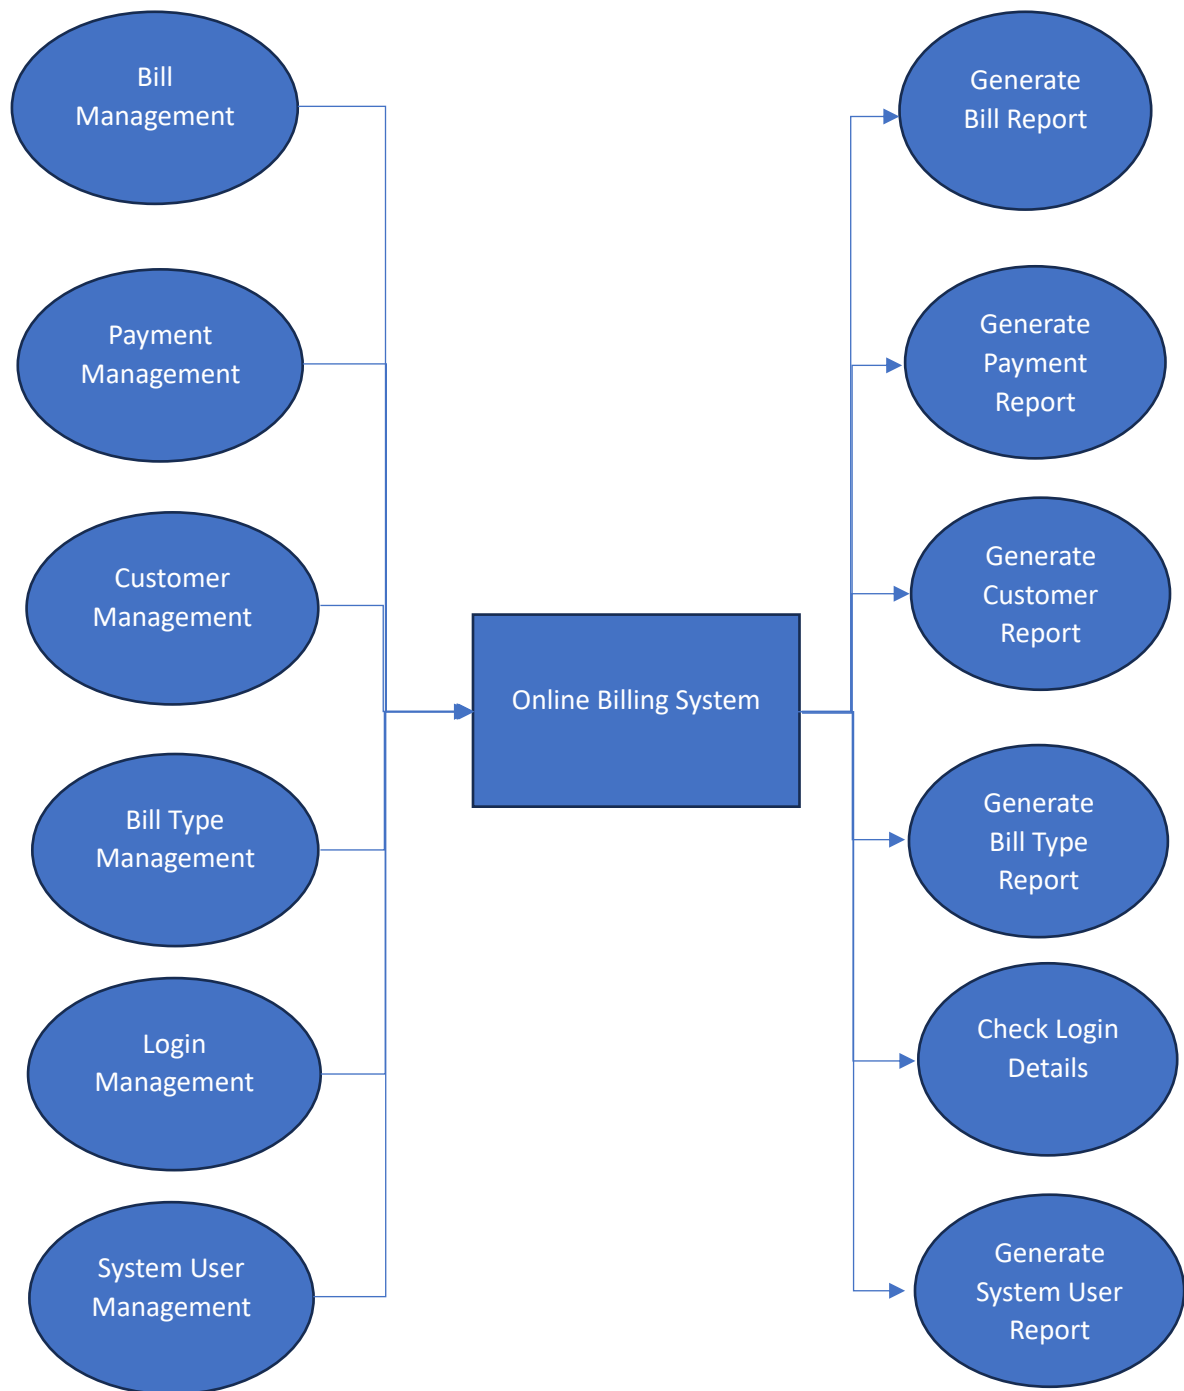 Bill
Management
Payment
Management
Customer
Management
Bill Type
Management
Login
Management
System User
Management
Online Billing System
Generate
Bill Report
Generate
Payment
Report
Generate
Customer
Report
Generate
Bill Type
Report
Check Login
Details
Generate
System User
Report